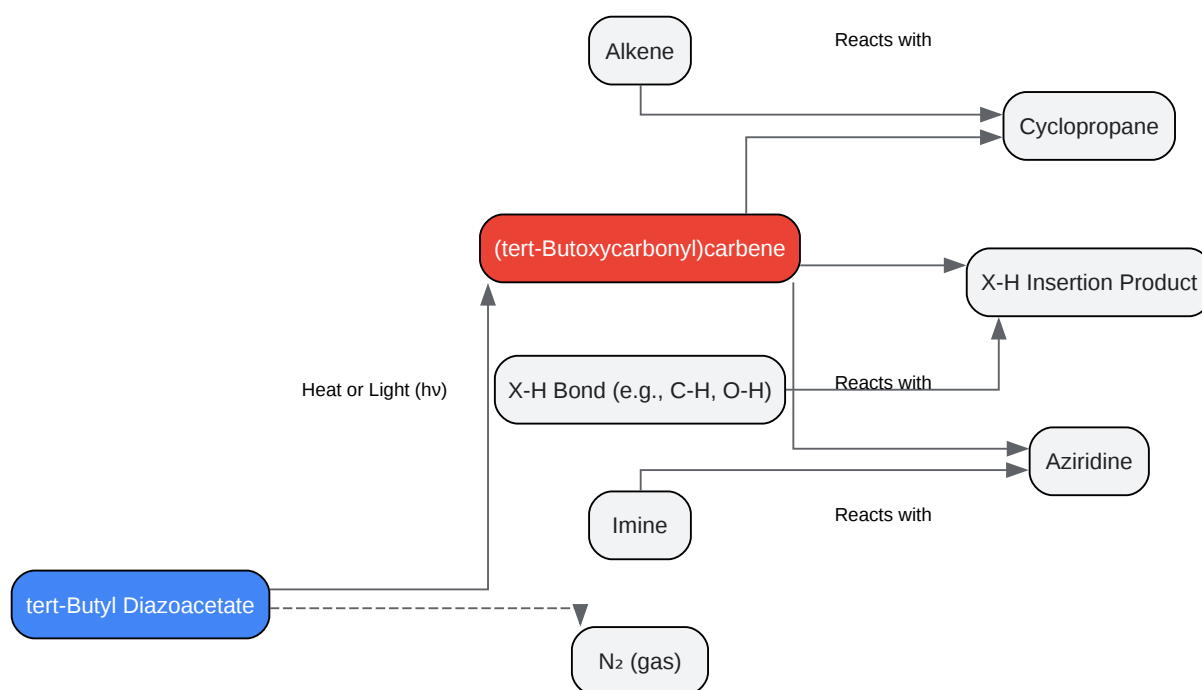 Alkene
Reacts with
Cyclopropane
(tert-Butoxycarbonyl)carbene
X-H Insertion Product
Heat or Light (hν)
X-H Bond (e.g., C-H, O-H)
Reacts with
Aziridine
Imine
Reacts with
tert-Butyl Diazoacetate
N₂ (gas)